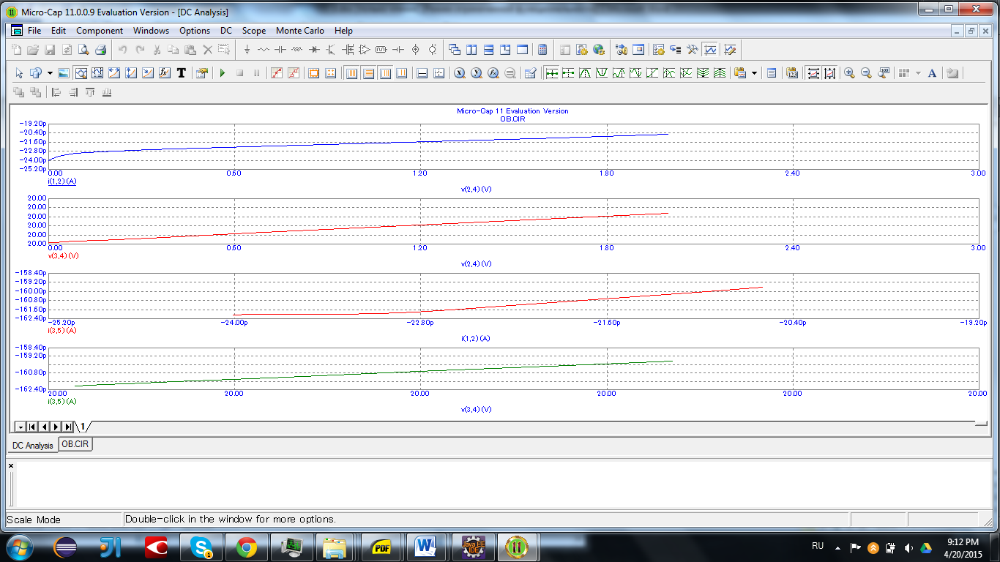 Micro-Cap 11.0.0.9 Evaluation Version - [DC Analysis]
File Edit Component Windows Options DC Scope Monte Carlo Help
Micro-Cap 11 Evaluation Version
OB.CIR
-19.20p
-20.40p
-21.60p
-22.80p
-24.00p
-25.20p
0.00 0.60 1.20 1.80 2.40 3.00
i(1,2) (A)
v(2,4) (V)
20.00
20.00
20.00
20.00
20.00
20.00
0.00 0.60 1.20 1.80 2.40 3.00
v(3,4) (V)
v(2,4) (V)
-158.40p
-159.20p
-160.00p
-160.80p
-161.60p
-162.40p
-25.20p -24.00p -22.80p -21.60p -20.40p -19.20p
i(3,5) (A)
i(1,2) (A)
-158.40p
-159.20p
-160.80p
-162.40p
20.00 20.00 20.00 20.00 20.00 20.00
i(3,5) (A)
v(3,4) (V)
1
DC Analysis OB.CIR
Scale Mode Double-click in the window for more options.
RU
9:12 PM
4/20/2015
PDF
Java EE
IDE
11